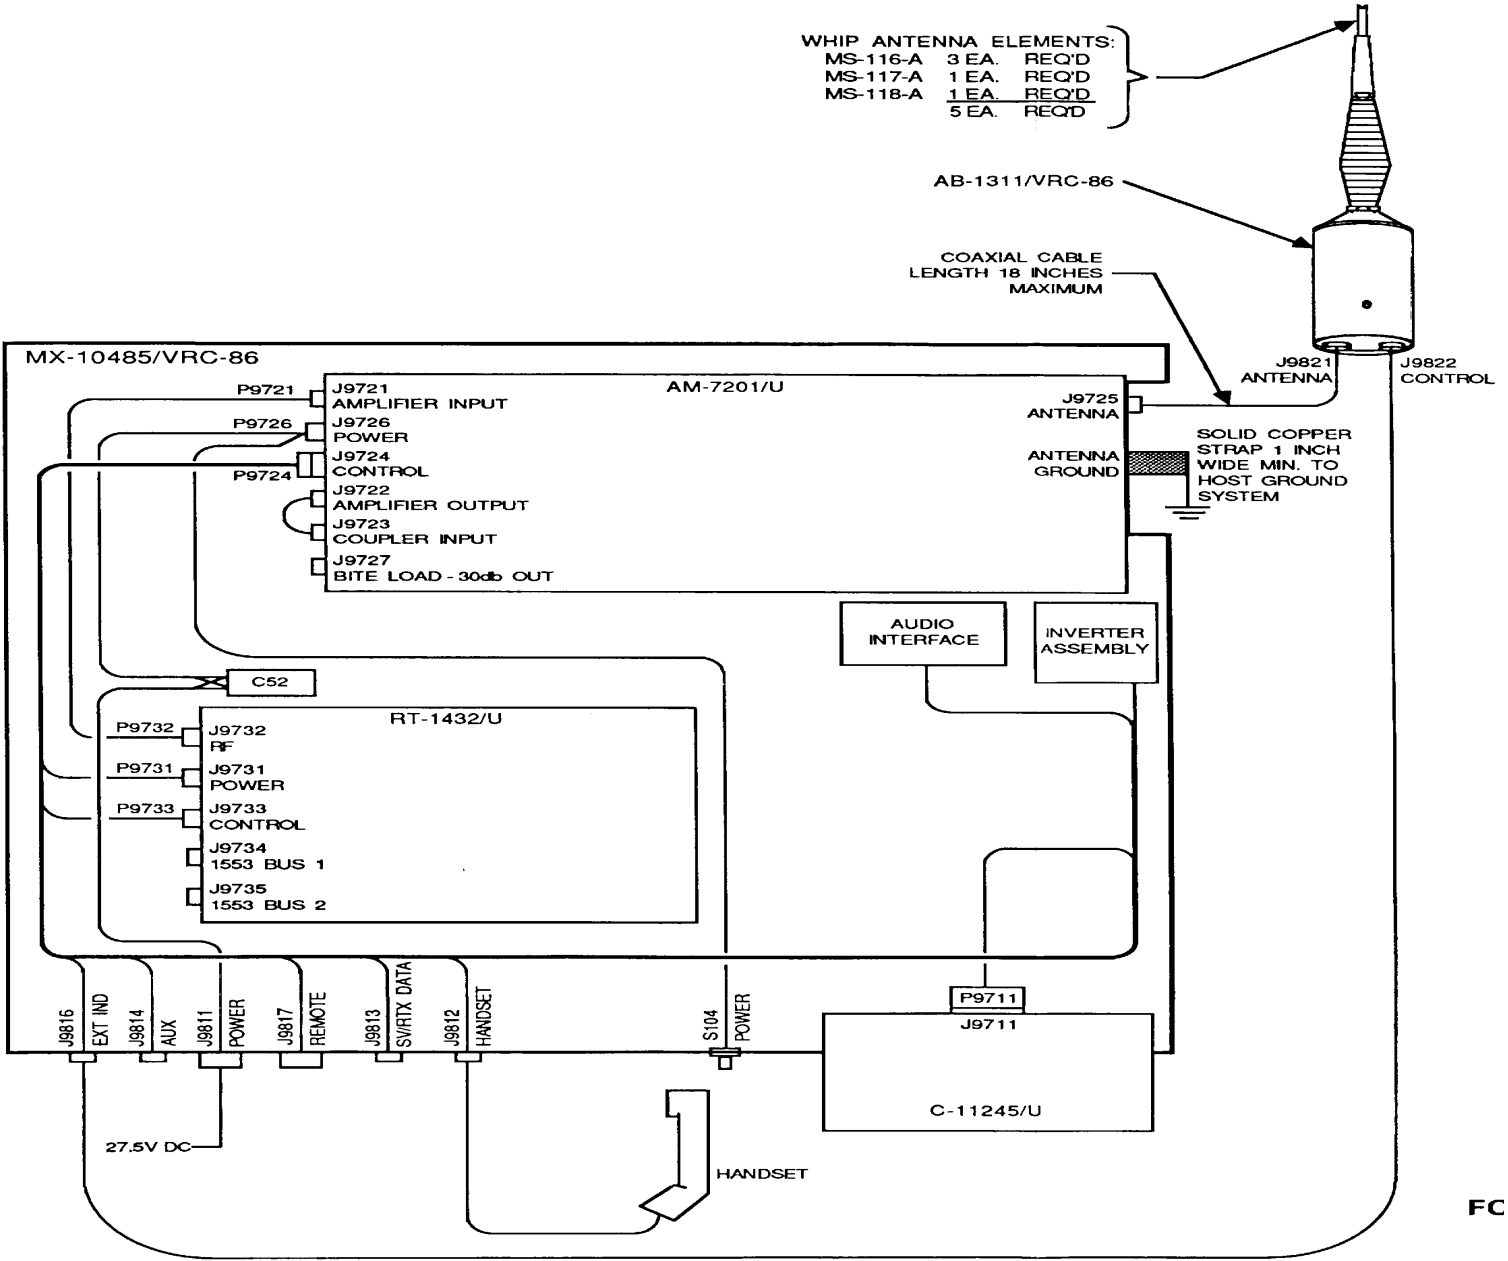 WHIP ANTENNA ELEMENTS:
MS-116-A 3 EA. REQ'D
MS-117-A 1 EA. REQ'D
MS-118-A 1 EA. REQ'D
5 EA. REQ'D
AB-1311/VRC-86
COAXIAL CABLE
LENGTH 18 INCHES
MAXIMUM
J9821
ANTENNA
J9822
CONTROL
MX-10485/VRC-86
AM-7201/U
P9721
J9721
AMPLIFIER INPUT
P9726
J9726
POWER
P9724
J9724
CONTROL
J9722
AMPLIFIER OUTPUT
J9723
COUPLER INPUT
J9727
BITE LOAD - 30db OUT
J9725
ANTENNA
ANTENNA
GROUND
SOLID COPPER
STRAP 1 INCH
WIDE MIN. TO
HOST GROUND
SYSTEM
AUDIO
INTERFACE
INVERTER
ASSEMBLY
C52
RT-1432/U
P9732
J9732
RF
P9731
J9731
POWER
P9733
J9733
CONTROL
J9734
1553 BUS 1
J9735
1553 BUS 2
J9816
EXT IND
J9814
AUX
J9811
POWER
J9817
REMOTE
J9813
SV/RTX DATA
J9812
HANDSET
S104
POWER
P9711
J9711
C-11245/U
27.5V DC
HANDSET
FO